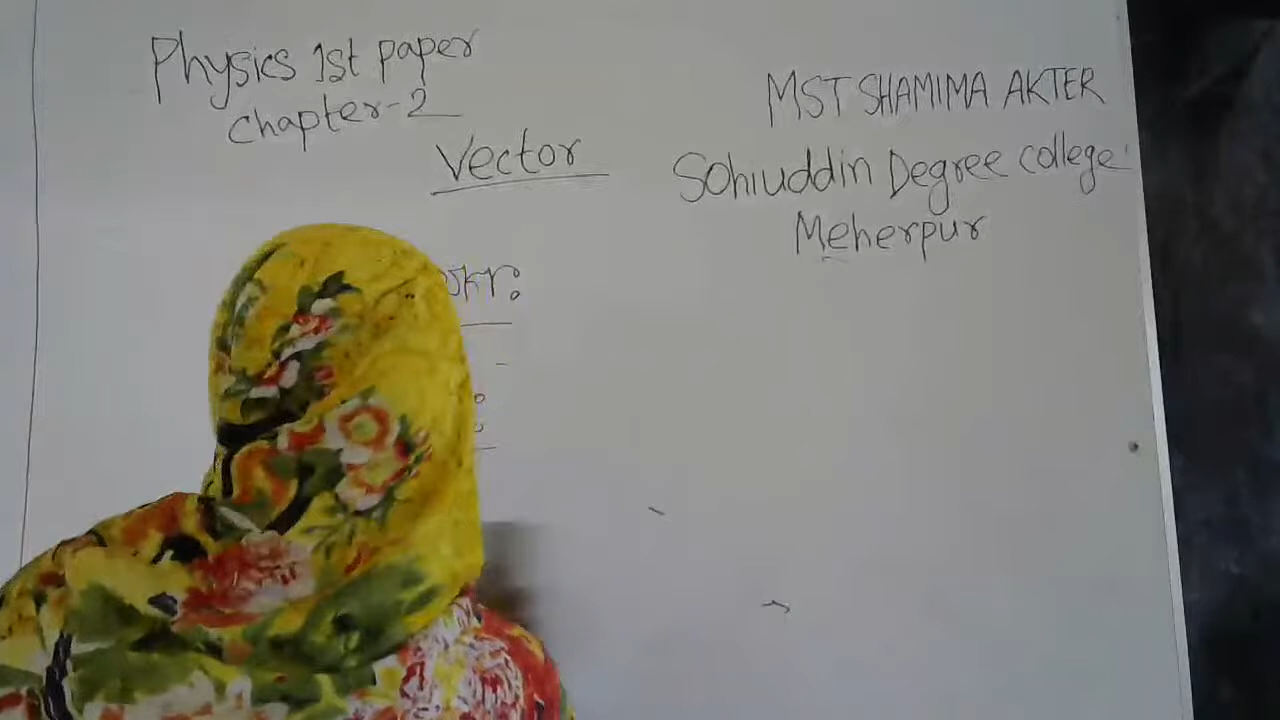 Physics 1st paper
chapter-2
Vector
MST SHAMIMA AKTER
Sohiuddin Degree college
Meherpur